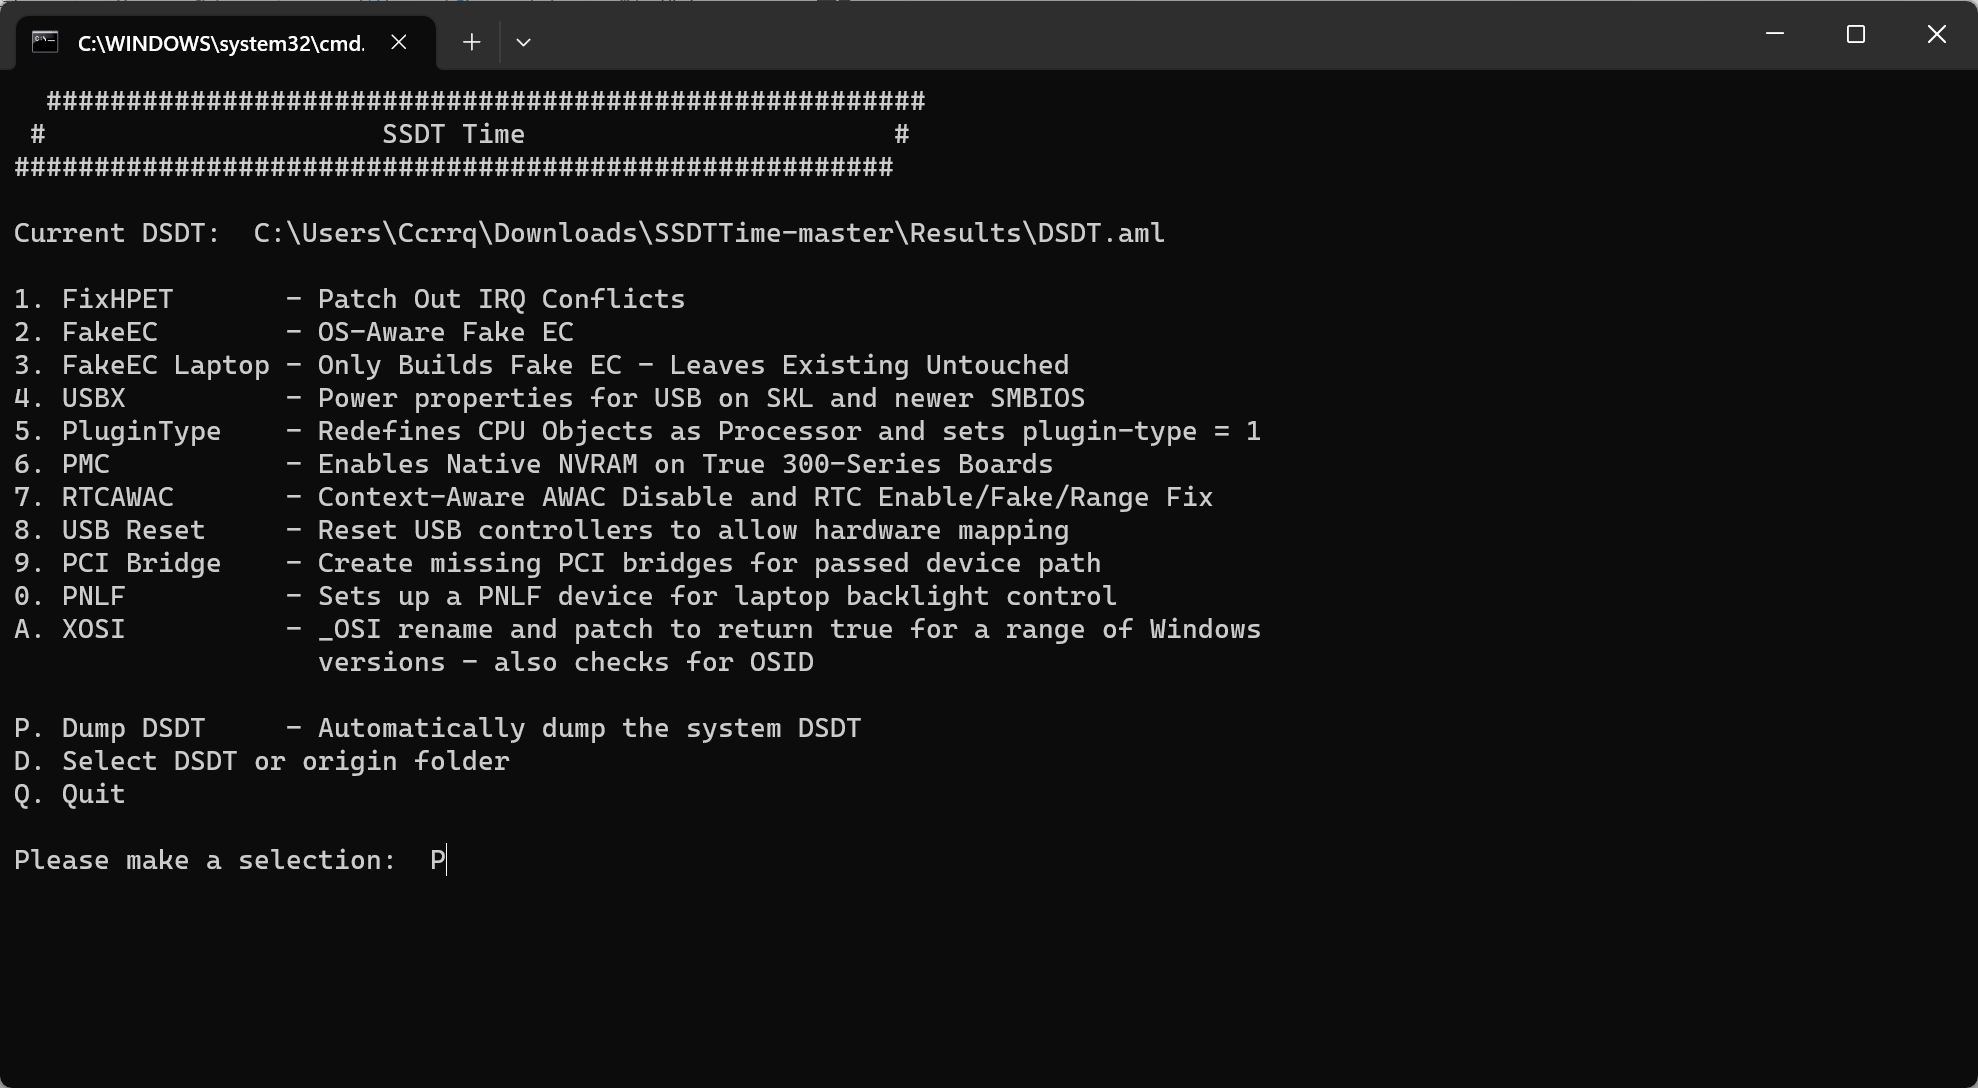 C:\WINDOWS\system32\cmd.
#######################################################
# SSDT Time #
#######################################################
Current DSDT: C:\Users\Ccrrq\Downloads\SSDTTime-master\Results\DSDT.aml
1. FixHPET - Patch Out IRQ Conflicts
2. FakeEC - OS-Aware Fake EC
3. FakeEC Laptop - Only Builds Fake EC - Leaves Existing Untouched
4. USBX - Power properties for USB on SKL and newer SMBIOS
5. PluginType - Redefines CPU Objects as Processor and sets plugin-type = 1
6. PMC - Enables Native NVRAM on True 300-Series Boards
7. RTCAWAC - Context-Aware AWAC Disable and RTC Enable/Fake/Range Fix
8. USB Reset - Reset USB controllers to allow hardware mapping
9. PCI Bridge - Create missing PCI bridges for passed device path
0. PNLF - Sets up a PNLF device for laptop backlight control
A. XOSI - _OSI rename and patch to return true for a range of Windows
versions - also checks for OSID
P. Dump DSDT - Automatically dump the system DSDT
D. Select DSDT or origin folder
Q. Quit
Please make a selection: P